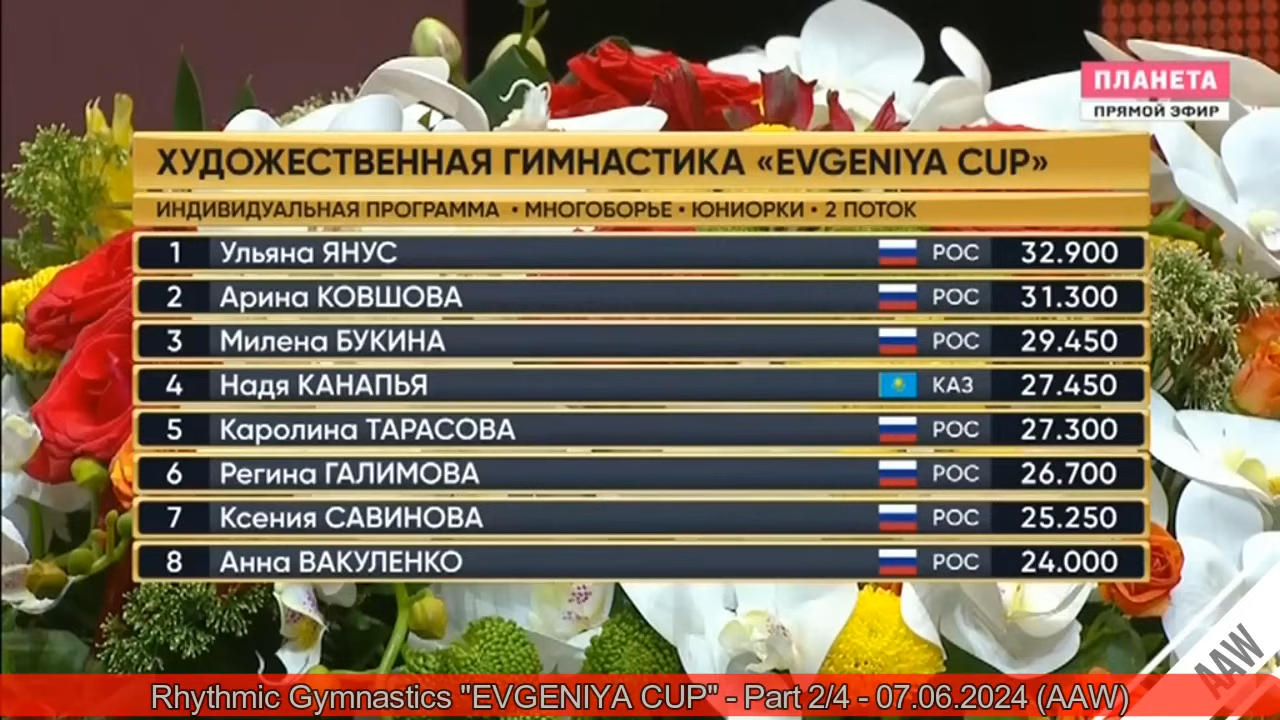 ПЛАНЕТА
ПРЯМОЙ ЭФИР
ХУДОЖЕСТВЕННАЯ ГИМНАСТИКА «EVGENIYA CUP»
ИНДИВИДУАЛЬНАЯ ПРОГРАММА • МНОГОБОРЬЕ • ЮНИОРКИ • 2 ПОТОК
1 Ульяна ЯНУС РОС 32.900
2 Арина КОВШОВА РОС 31.300
3 Милена БУКИНА РОС 29.450
4 Надя КАНАПЬЯ КАЗ 27.450
5 Каролина ТАРАСОВА РОС 27.300
6 Регина ГАЛИМОВА РОС 26.700
7 Ксения САВИНОВА РОС 25.250
8 Анна ВАКУЛЕНКО РОС 24.000
AAW
Rhythmic Gymnastics "EVGENIYA CUP" - Part 2/4 - 07.06.2024 (AAW)